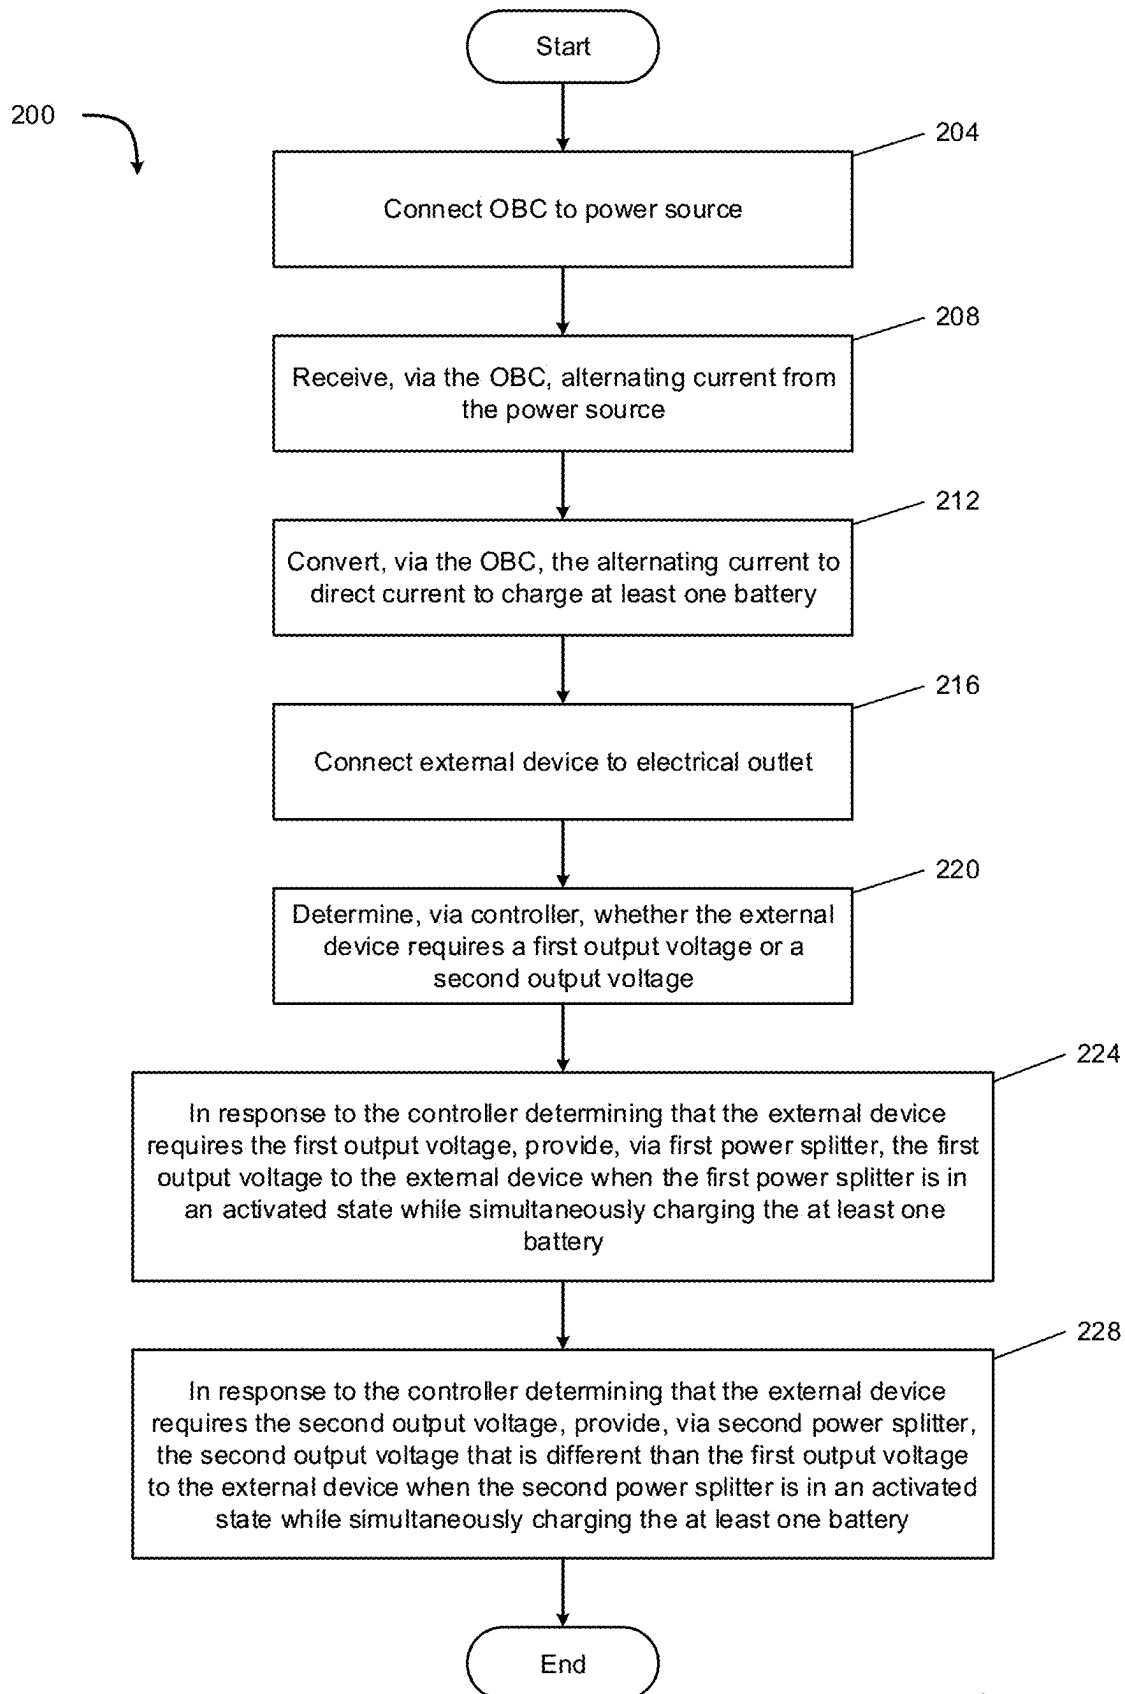 Start
200
204
Connect OBC to power source
208
Receive, via the OBC, alternating current from
the power source
212
Convert, via the OBC, the alternating current to
direct current to charge at least one battery
216
Connect external device to electrical outlet
220
Determine, via controller, whether the external
device requires a first output voltage or a
second output voltage
224
In response to the controller determining that the external device
requires the first output voltage, provide, via first power splitter, the first
output voltage to the external device when the first power splitter is in
an activated state while simultaneously charging the at least one
battery
228
In response to the controller determining that the external device
requires the second output voltage, provide, via second power splitter,
the second output voltage that is different than the first output voltage
to the external device when the second power splitter is in an activated
state while simultaneously charging the at least one battery
End